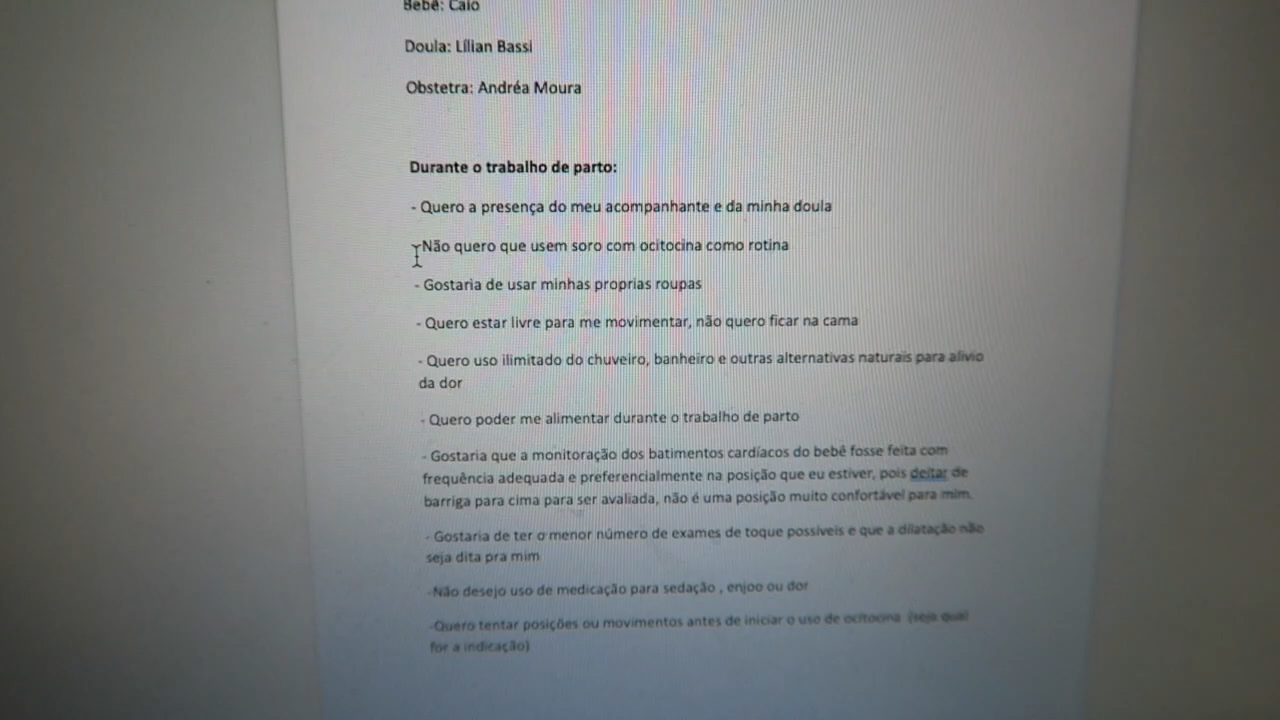 Bebê: Caio
Doula: Lílian Bassi
Obstetra: Andréa Moura
Durante o trabalho de parto:
- Quero a presença do meu acompanhante e da minha doula
Não quero que usem soro com ocitocina como rotina
- Gostaria de usar minhas proprias roupas
- Quero estar livre para me movimentar, não quero ficar na cama
- Quero uso ilimitado do chuveiro, banheiro e outras alternativas naturais para alivio
da dor
- Quero poder me alimentar durante o trabalho de parto
- Gostaria que a monitoração dos batimentos cardíacos do bebê fosse feita com
frequência adequada e preferencialmente na posição que eu estiver, pois deitar de
barriga para cima para ser avaliada, não é uma posição muito confortável para mim.
- Gostaria de ter o menor número de exames de toque possíveis e que a dilatação não
seja dita pra mim
-Não desejo uso de medicação para sedação , enjoo ou dor
-Quero tentar posições ou movimentos antes de iniciar o uso de ocitocina (seja qual
for a indicação)